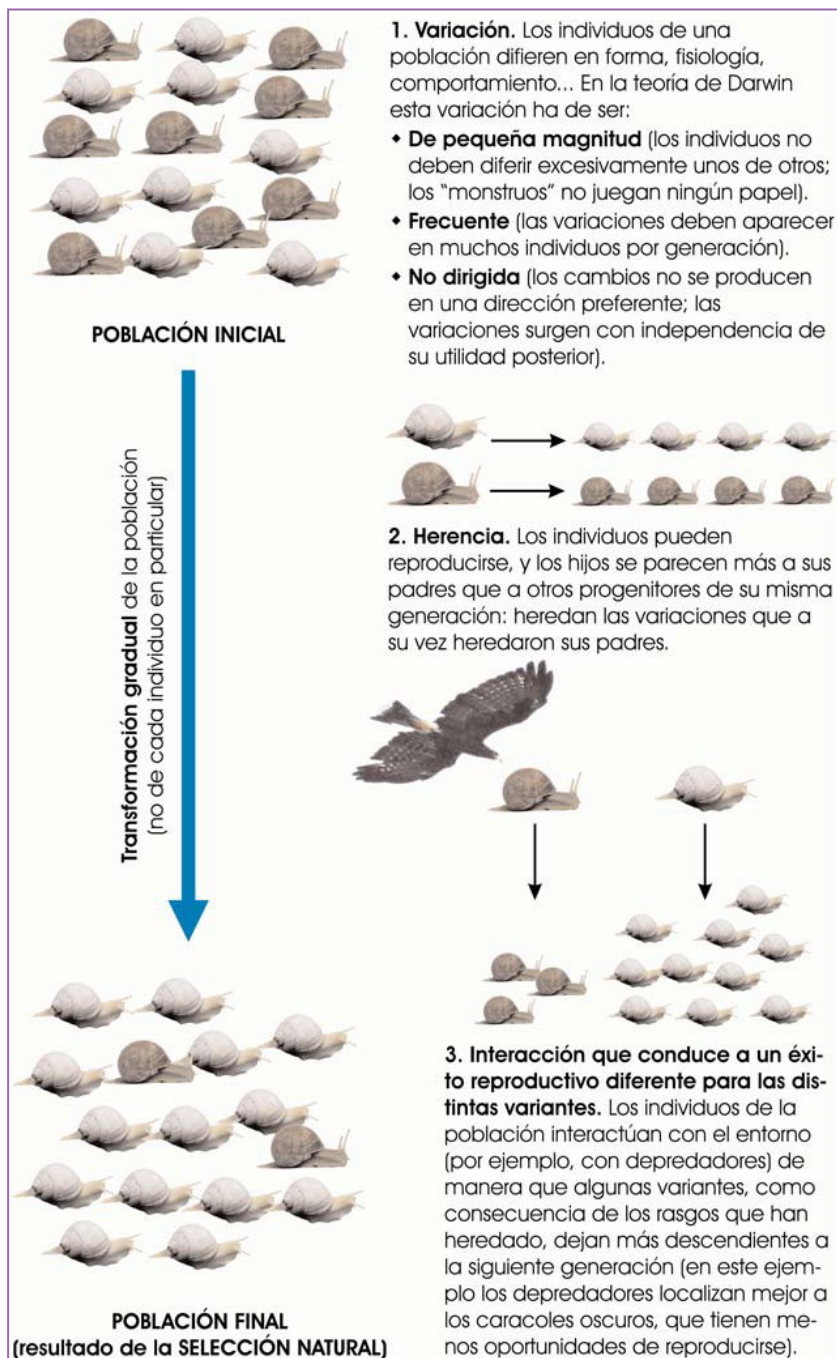 1. Variación. Los individuos de una
población difieren en forma, fisiología,
comportamiento... En la teoría de Darwin
esta variación ha de ser:
◆ De pequeña magnitud (los individuos no
deben diferir excesivamente unos de otros;
los "monstruos" no juegan ningún papel).
◆ Frecuente (las variaciones deben aparecer
en muchos individuos por generación).
◆ No dirigida (los cambios no se producen
en una dirección preferente; las
variaciones surgen con independencia de
su utilidad posterior).
POBLACIÓN INICIAL
Transformación gradual de la población
(no de cada individuo en particular)
2. Herencia. Los individuos pueden
reproducirse, y los hijos se parecen más a sus
padres que a otros progenitores de su misma
generación: heredan las variaciones que a
su vez heredaron sus padres.
3. Interacción que conduce a un éxi-
to reproductivo diferente para las dis-
tintas variantes. Los individuos de la
población interactúan con el entorno
(por ejemplo, con depredadores) de
manera que algunas variantes, como
consecuencia de los rasgos que han
heredado, dejan más descendientes a
la siguiente generación (en este ejem-
plo los depredadores localizan mejor a
los caracoles oscuros, que tienen me-
nos oportunidades de reproducirse).
POBLACIÓN FINAL
(resultado de la SELECCIÓN NATURAL)